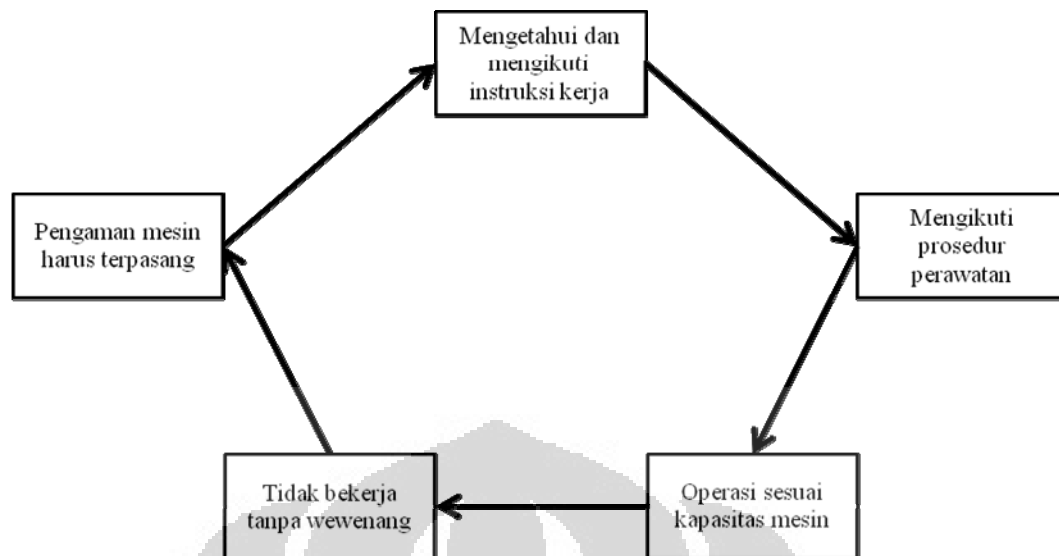 Mengetahui dan
mengikuti
instruksi kerja
Pengaman mesin
harus terpasang
Mengikuti
prosedur
perawatan
Tidak bekerja
tanpa wewenang
Operasi sesuai
kapasitas mesin